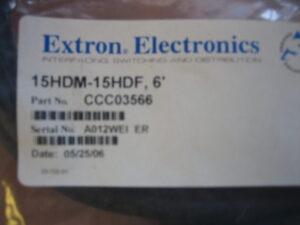 Extron Electronics
INTERFACING, SWITCHING AND DISTRIBUTION
15HDM-15HDF, 6'
Part No. CCC03566
Serial No. A012WEI ER
Date: 05/25/06